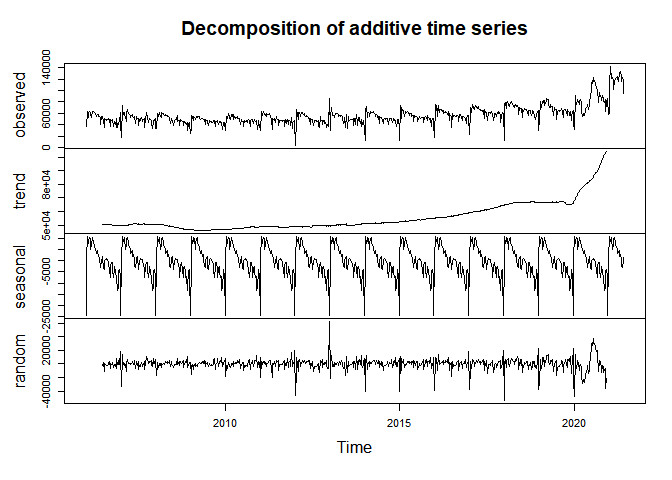 Decomposition of additive time series
observed
0 60000 140000
trend
5e+04 8e+04
seasonal
-25000 -5000
random
-40000 20000
2010 2015 2020
Time